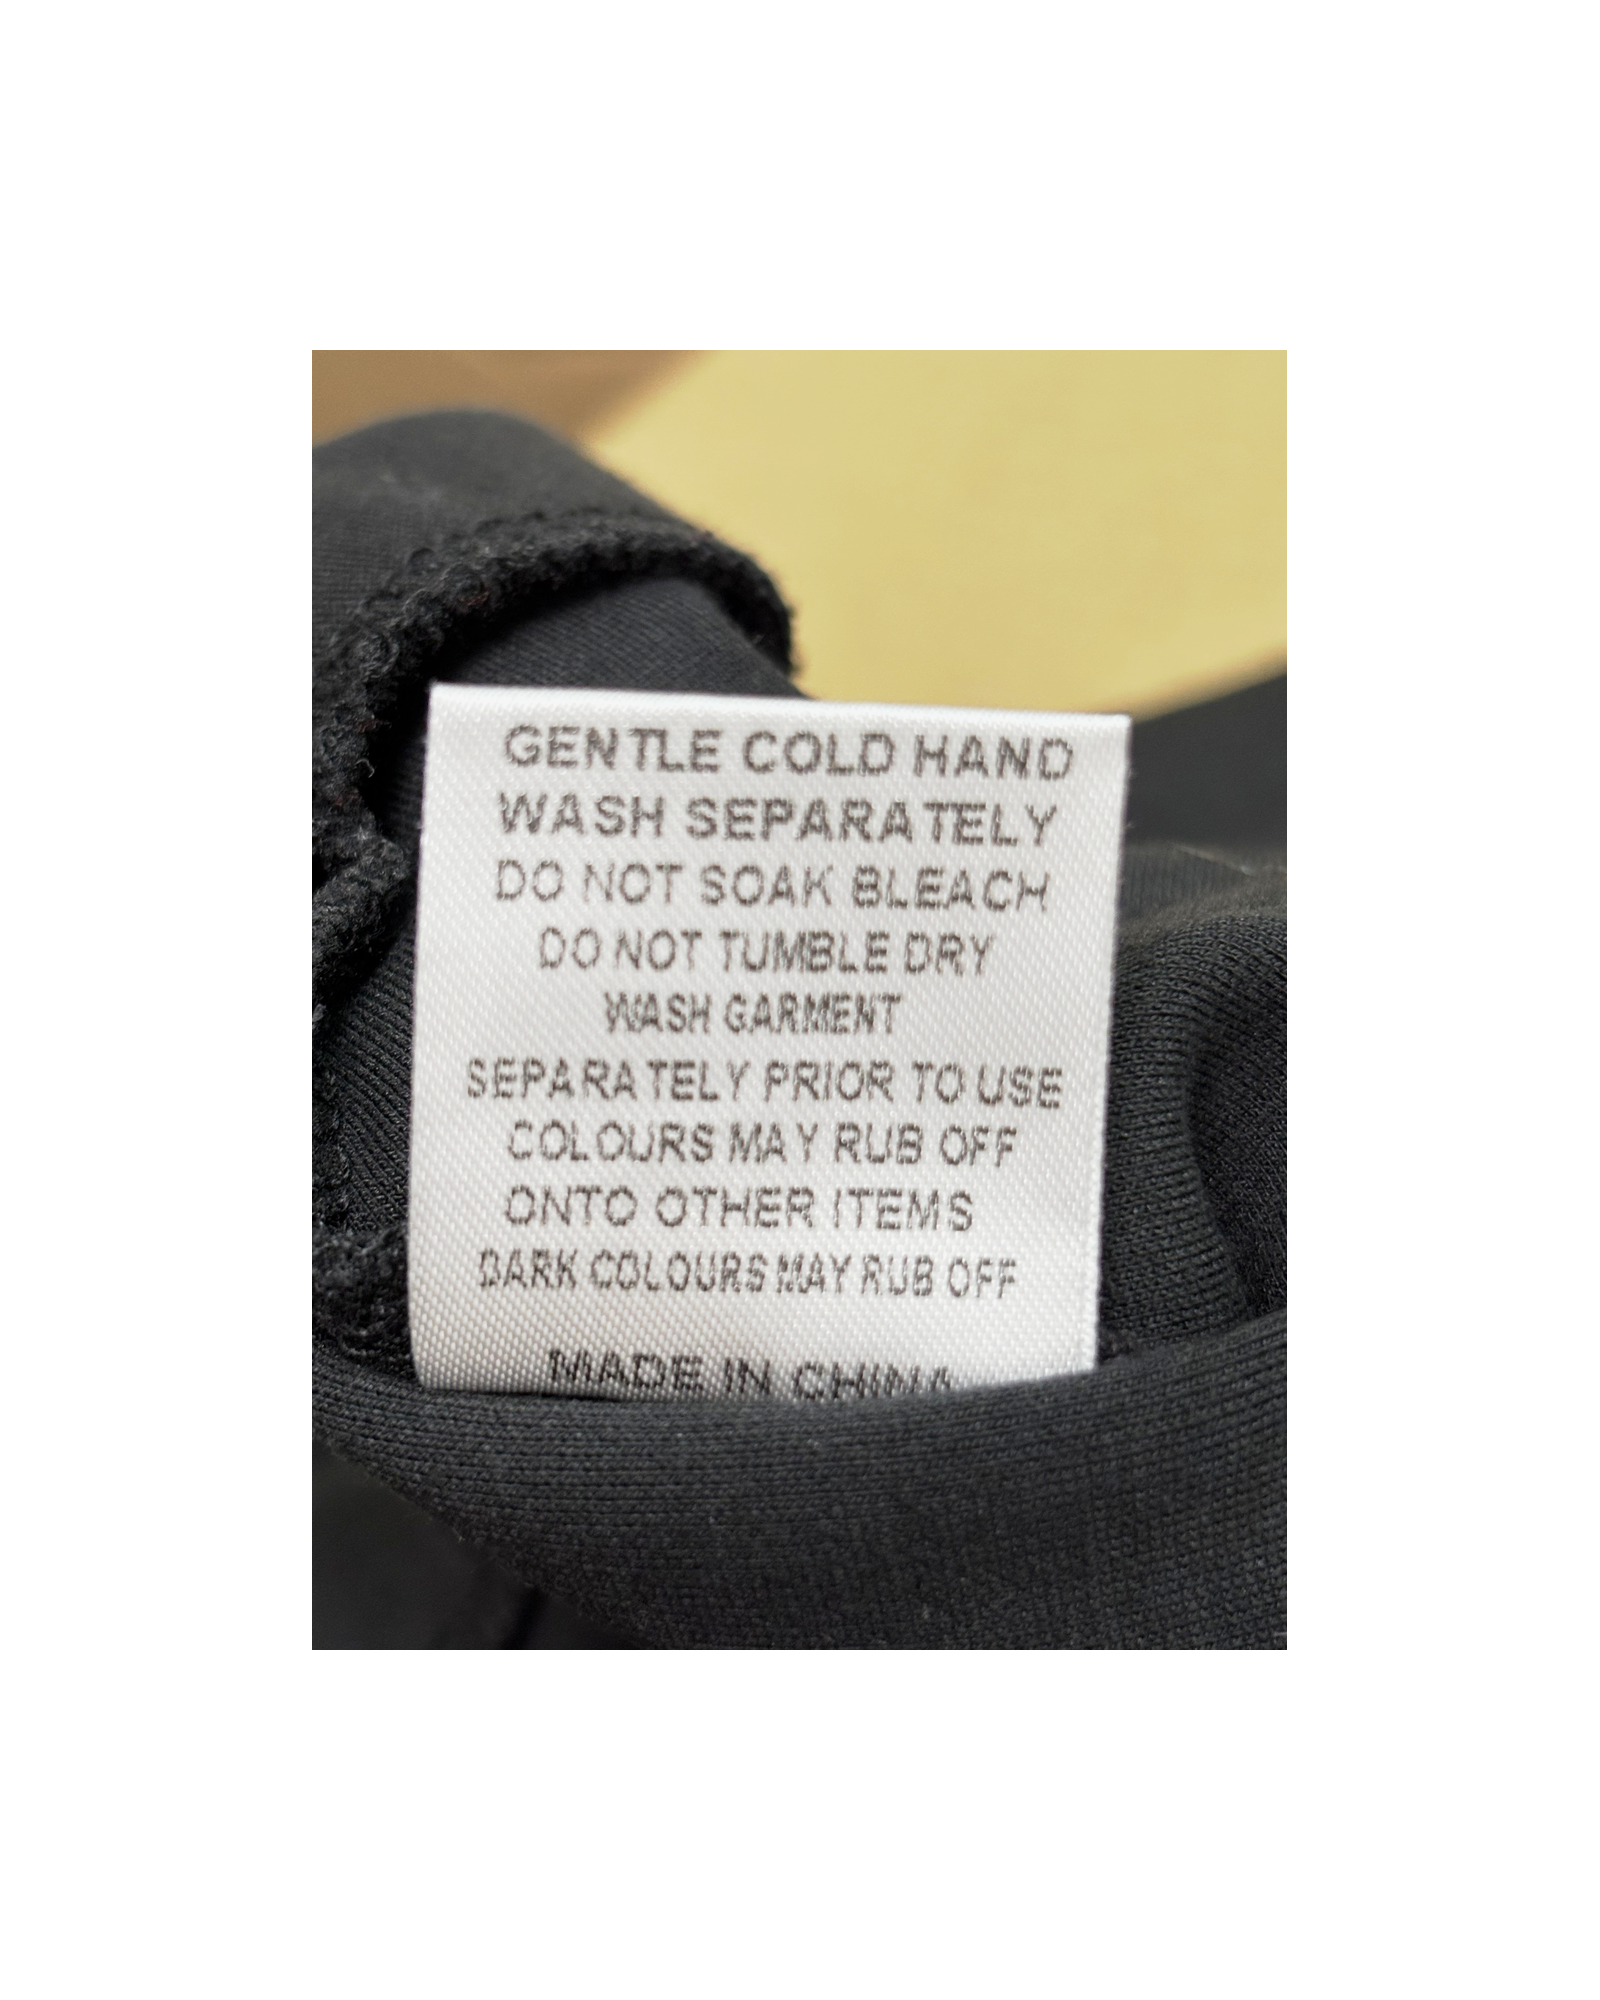 GENTLE COLD HAND
WASH SEPARATELY
DO NOT SOAK BLEACH
DO NOT TUMBLE DRY
WASH GARMENT
SEPARATELY PRIOR TO USE
COLOURS MAY RUB OFF
ONTO OTHER ITEMS
DARK COLOURS MAY RUB OFF
MADE IN CHINA